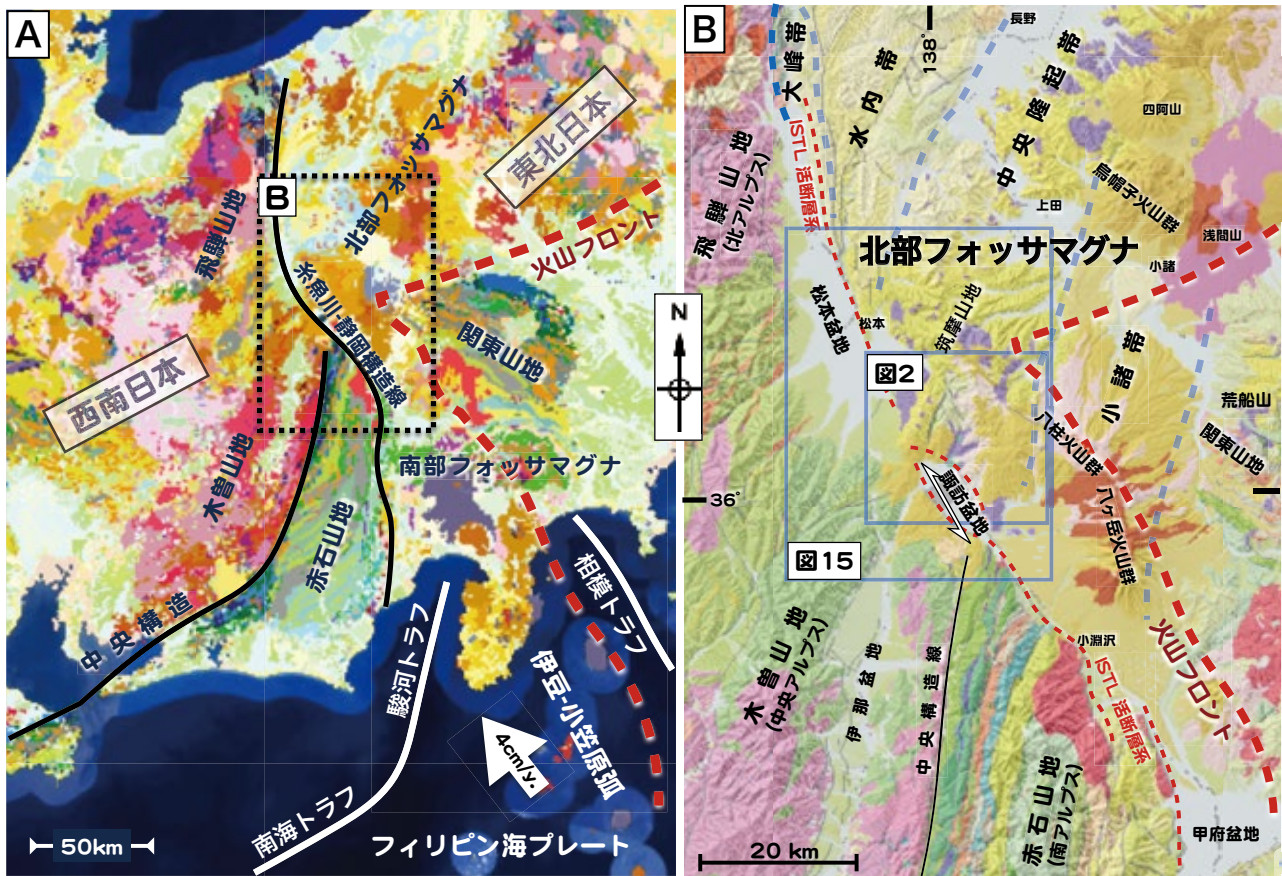 A
北部フォッサマグナ
東北日本
飛騨山地
B
火山フロント
糸魚川-静岡構造線
関東山地
西南日本
木曽山地
南部フォッサマグナ
赤石山地
中央構造
相模トラフ
駿河トラフ
伊豆-小笠原弧
4cm/y.
南海トラフ
フィリピン海プレート
50km
N
B
大峰帯
水内帯
138°
長野
中央隆起帯
四阿山
ISTL 活断層系
飛騨山地
(北アルプス)
烏帽子火山群
上田
浅間山
北部フォッサマグナ
小諸
松本盆地
松本
筑摩山地
図2
小諸帯
荒船山
八柱火山群
関東山地
36°
諏訪盆地
八ヶ岳火山群
図15
木曽山地
(中央アルプス)
伊那盆地
中央構造線
小淵沢
ISTL 活断層系
火山フロント
赤石山地
(南アルプス)
甲府盆地
20 km